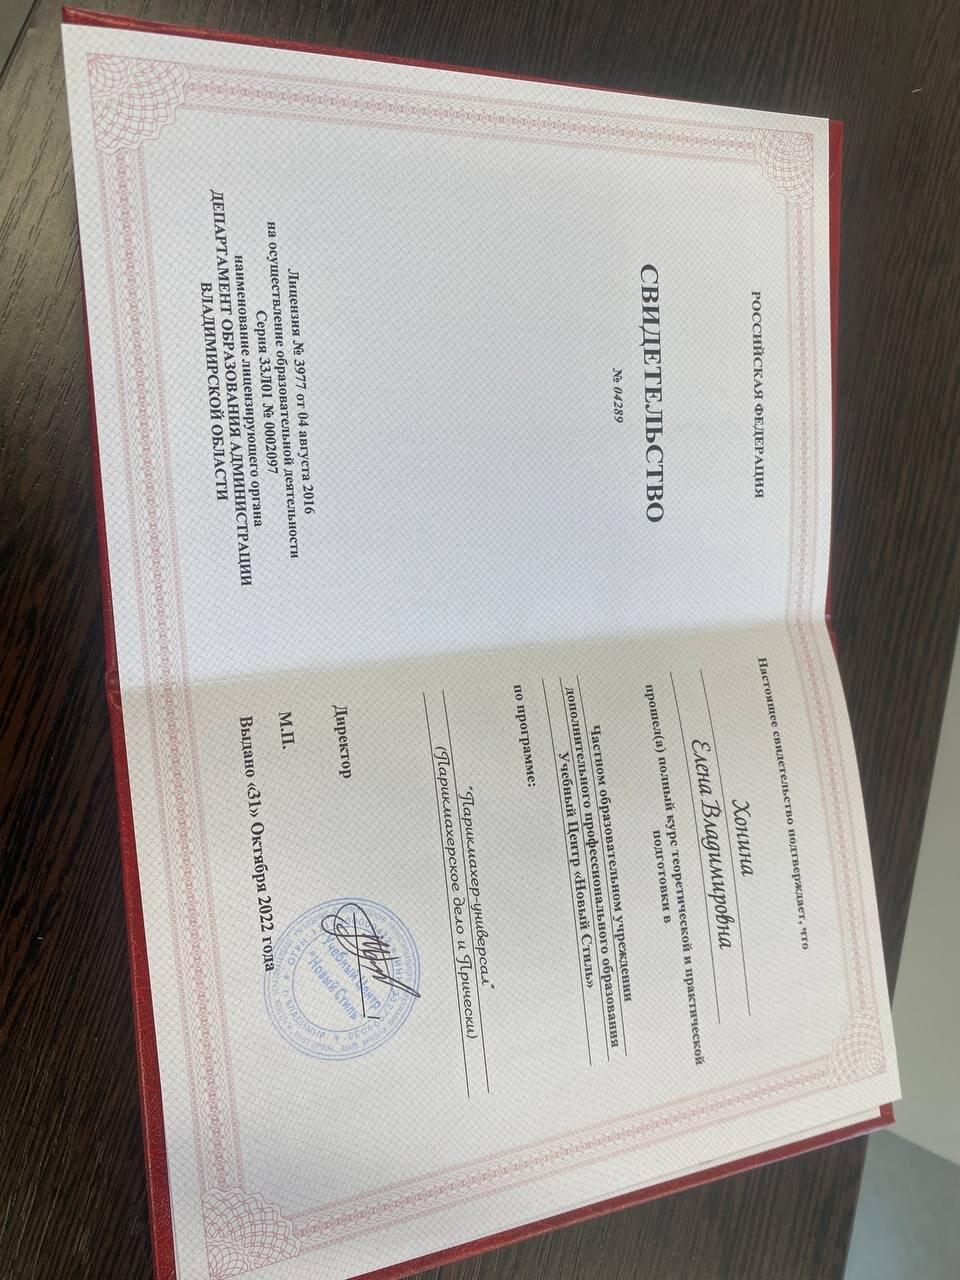 РОССИЙСКАЯ ФЕДЕРАЦИЯ
СВИДЕТЕЛЬСТВО
№ 04289
Лицензия № 3977 от 04 августа 2016
на осуществление образовательной деятельности
Серия 33Л01 № 0002097
наименование лицензирующего органа
ДЕПАРТАМЕНТ ОБРАЗОВАНИЯ АДМИНИСТРАЦИИ
ВЛАДИМИРСКОЙ ОБЛАСТИ
Настоящее свидетельство подтверждает, что
Хонина
Елена Владимировна
прошел(а) полный курс теоретической и практической
подготовки в
Частном образовательном учреждении
дополнительного профессионального образования
Учебный Центр «Новый Стиль»
по программе:
"Парикмахер-универсал"
(Парикмахерское дело и Прически)
Директор
М.П.
Выдано «31» Октября 2022 года
Учебный Центр
"Новый Стиль"
г. ВЛАДИМИР